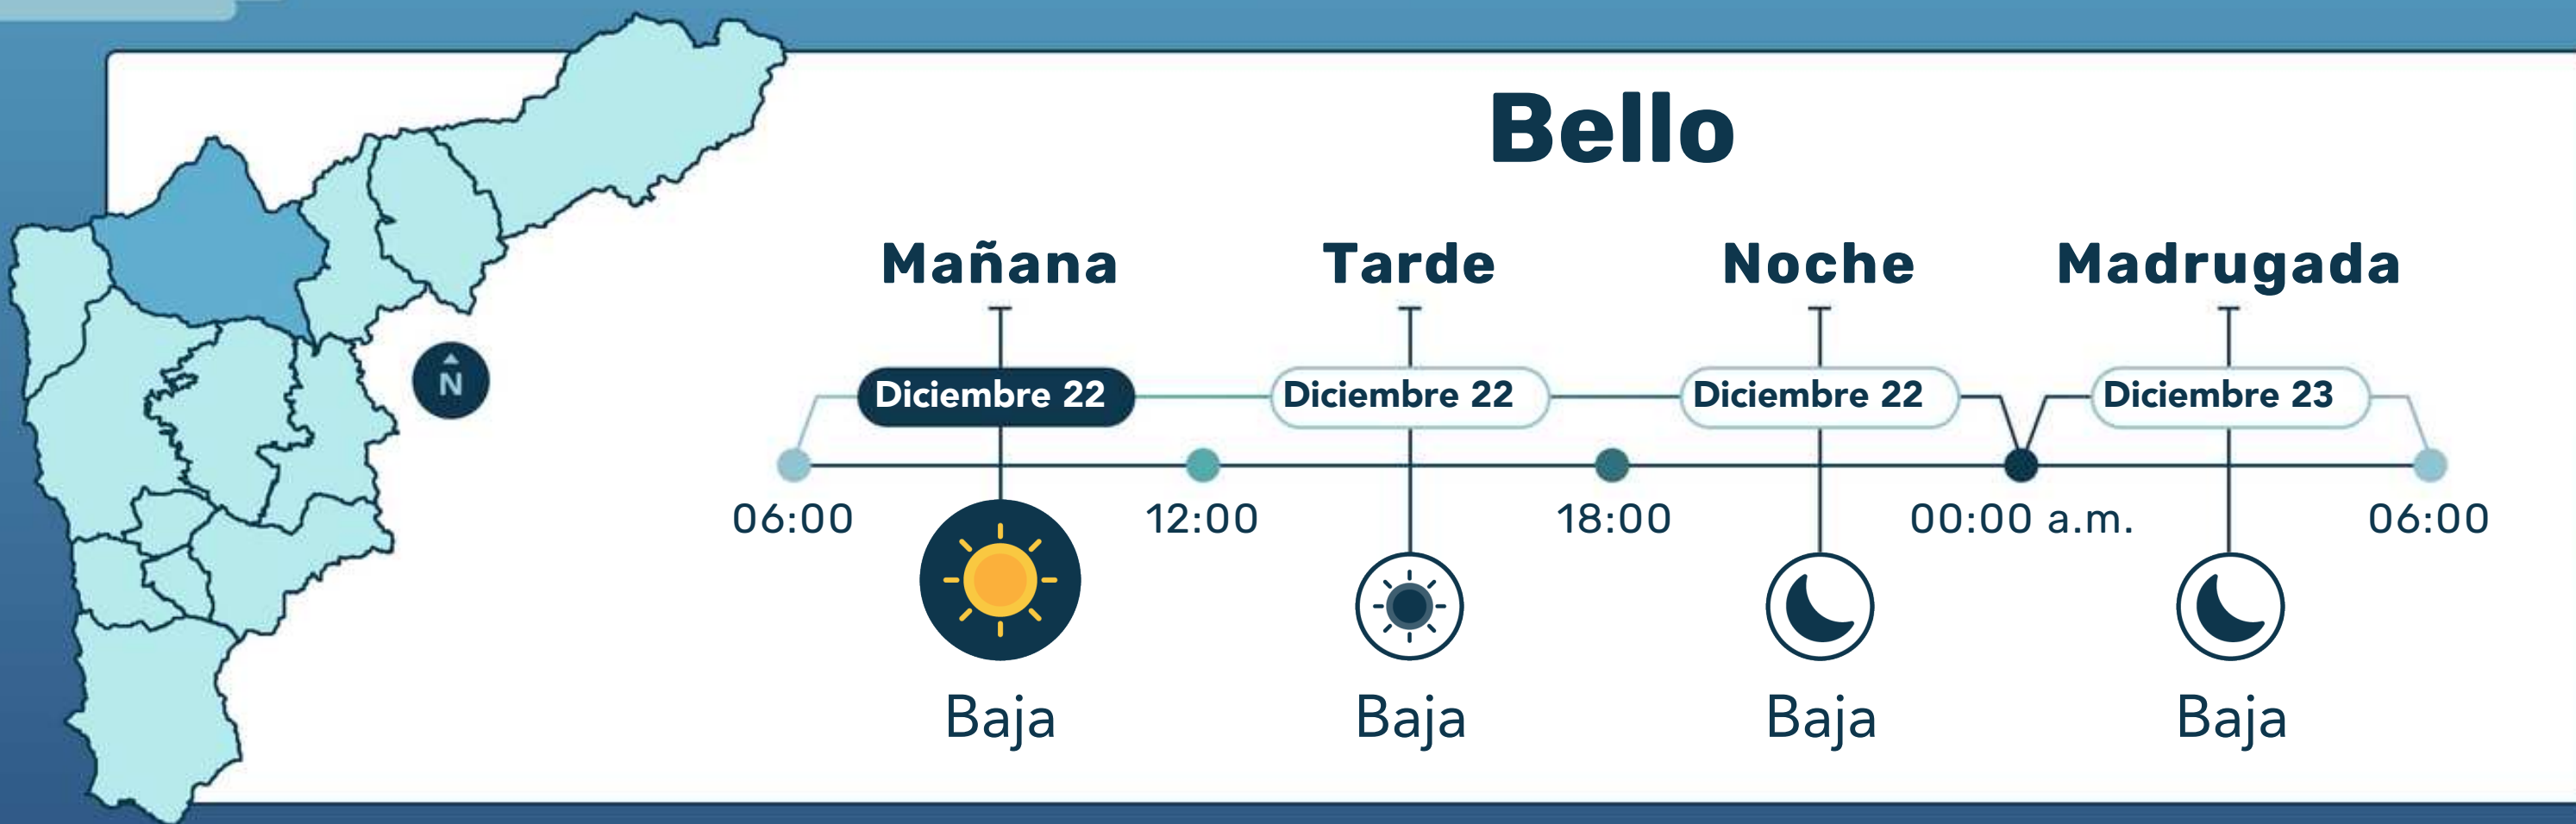 Bello
Mañana Tarde Noche Madrugada
Diciembre 22 Diciembre 22 Diciembre 22 Diciembre 23
N
06:00 12:00 18:00 00:00 a.m. 06:00
Baja Baja Baja Baja